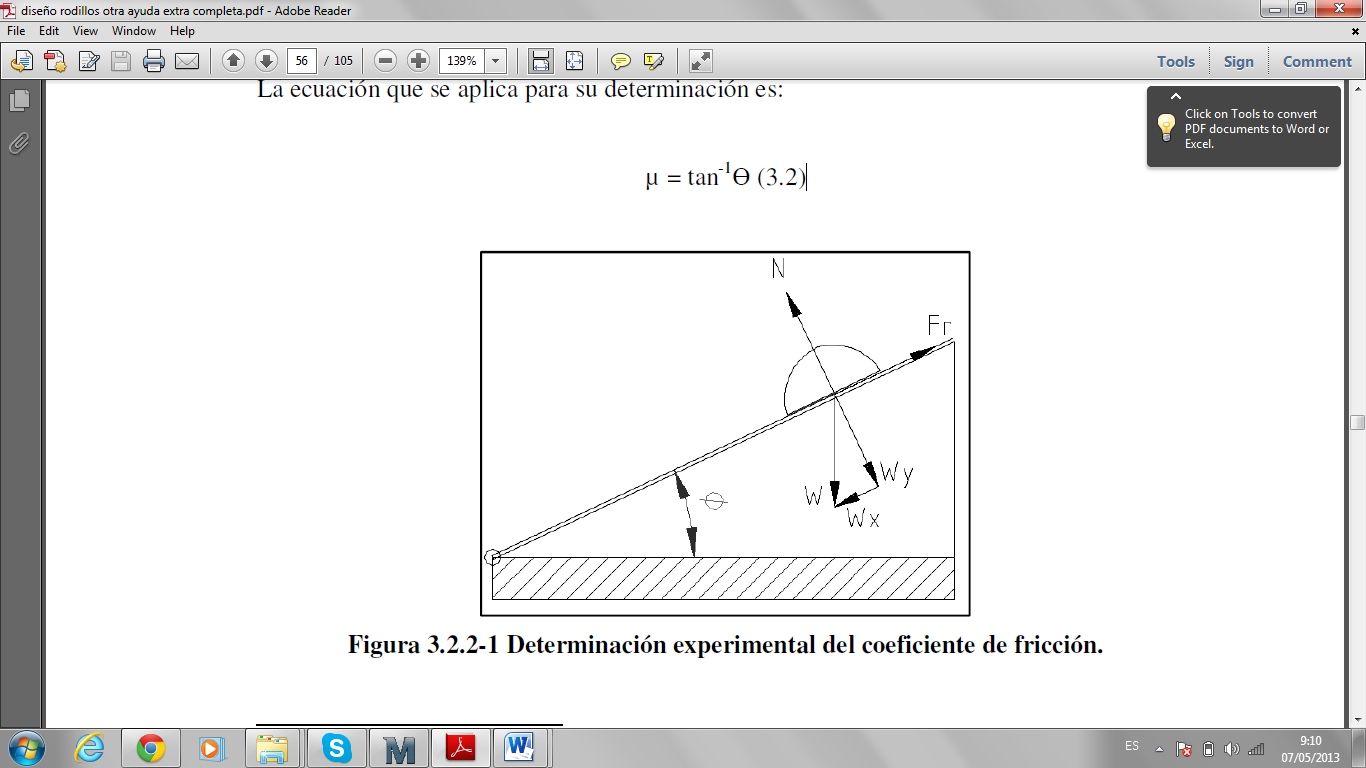 diseño rodillos otra ayuda extra completa.pdf - Adobe Reader
File Edit View Window Help
56 / 105 139% Tools Sign Comment
La ecuación que se aplica para su determinación es:
Click on Tools to convert
PDF documents to Word or
Excel.
µ = tan⁻¹Ө (3.2)
N
Fr
Wy
W
Wx
Ө
Figura 3.2.2-1 Determinación experimental del coeficiente de fricción.
ES 9:10
07/05/2013